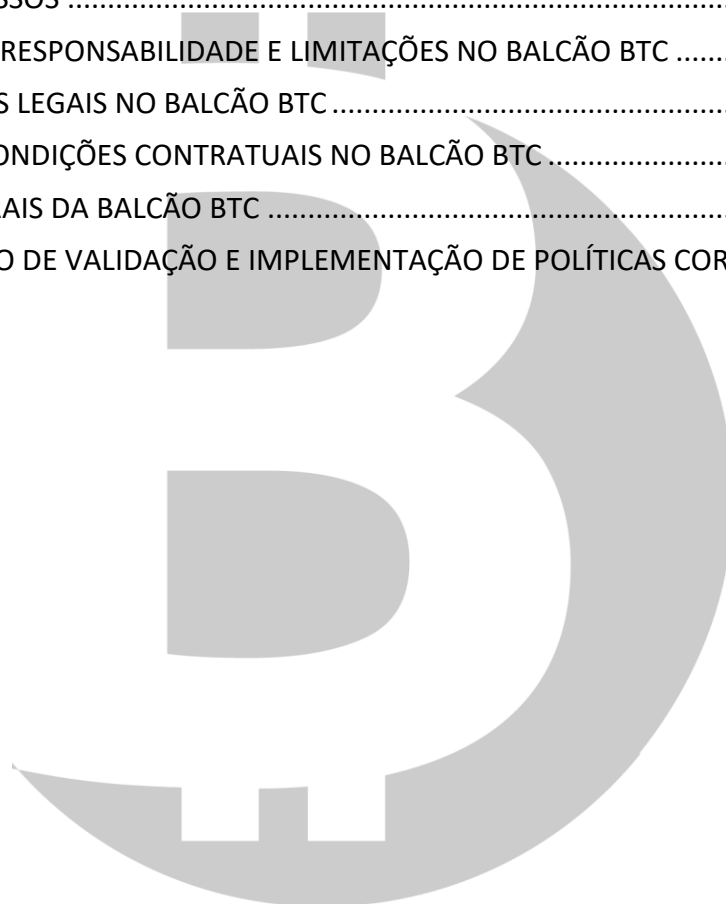 RESPONSABILIDADE E LIMITAÇÕES NO BALCÃO BTC ........
S LEGAIS NO BALCÃO BTC ........................................................
ONDIÇÕES CONTRATUAIS NO BALCÃO BTC .........................
AIS DA BALCÃO BTC ................................................................
O DE VALIDAÇÃO E IMPLEMENTAÇÃO DE POLÍTICAS COR